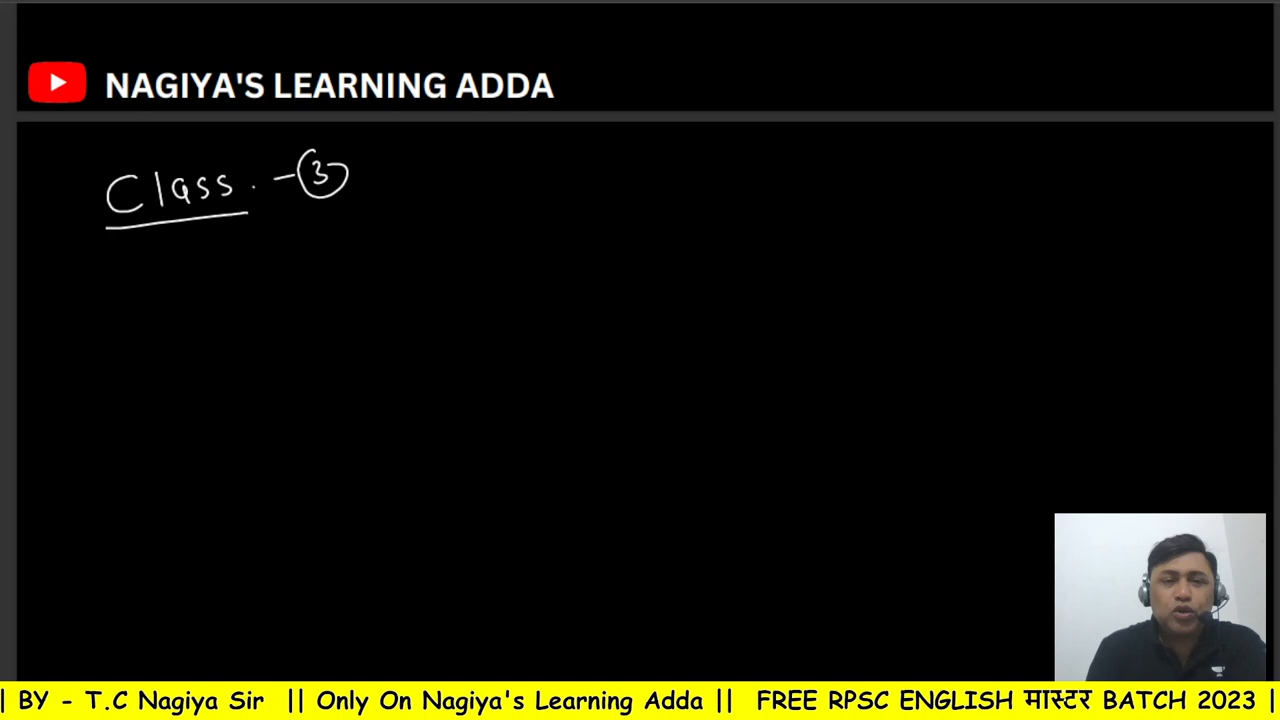 NAGIYA'S LEARNING ADDA
Class. - 3
| BY - T.C Nagiya Sir || Only On Nagiya's Learning Adda || FREE RPSC ENGLISH मास्टर BATCH 2023 |